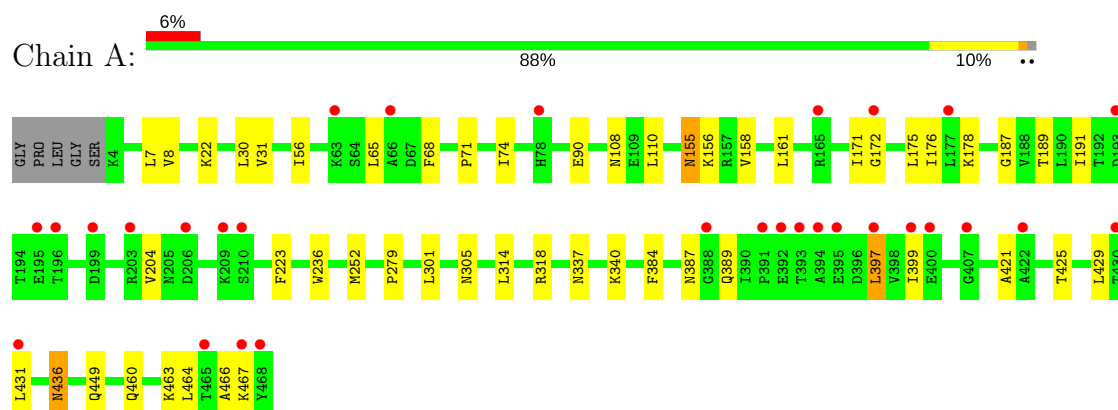 6%
Chain A:
88% 10% ••
GLY PRO LEU GLY SER K4 L7 V8 K22 L30 V31 I56 K63 S64 L65 A66 D67 F68 P71 I74 H78 E90 N108 E109 L110 N155 K156 R157 V158 L161 R165 I171 G172 L175 I176 L177 K178 G187 V188 T189 L190 I191 T192
T194 E195 T196 D199 R203 V204 N205 D206 K209 S210 F223 W236 M252 P279 L301 N305 L314 R318 N337 K340 F384 N387 G388 Q389 I390 P391 E392 T393 A394 E395 D396 L397 V398 I399 E400 G407 A421 A422 T425 L429 T430
L431 N436 Q449 Q460 K463 L464 T465 A466 K467 Y468